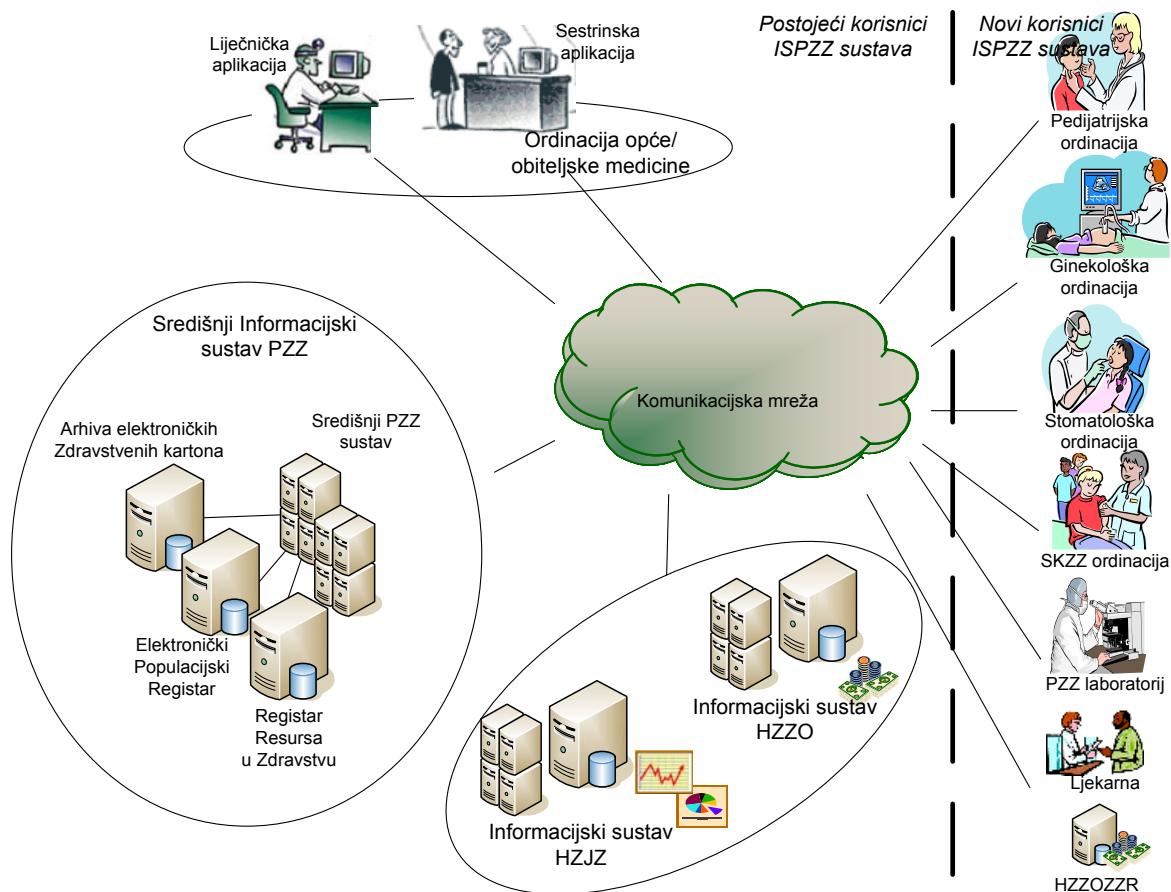 Liječnička
aplikacija
Sestrinska
aplikacija
Ordinacija opće/
obiteljske medicine
Postojeći korisnici
ISPZZ sustava
Novi korisnici
ISPZZ sustava
Pedijatrijska
ordinacija
Ginekološka
ordinacija
Stomatološka
ordinacija
SKZZ ordinacija
PZZ laboratorij
Ljekarna
HZZOZZR
Komunikacijska mreža
Središnji Informacijski
sustav PZZ
Arhiva elektroničkih
Zdravstvenih kartona
Središnji PZZ
sustav
Elektronički
Populacijski
Registar
Registar
Resursa
u Zdravstvu
Informacijski sustav
HZZO
Informacijski sustav
HZJZ